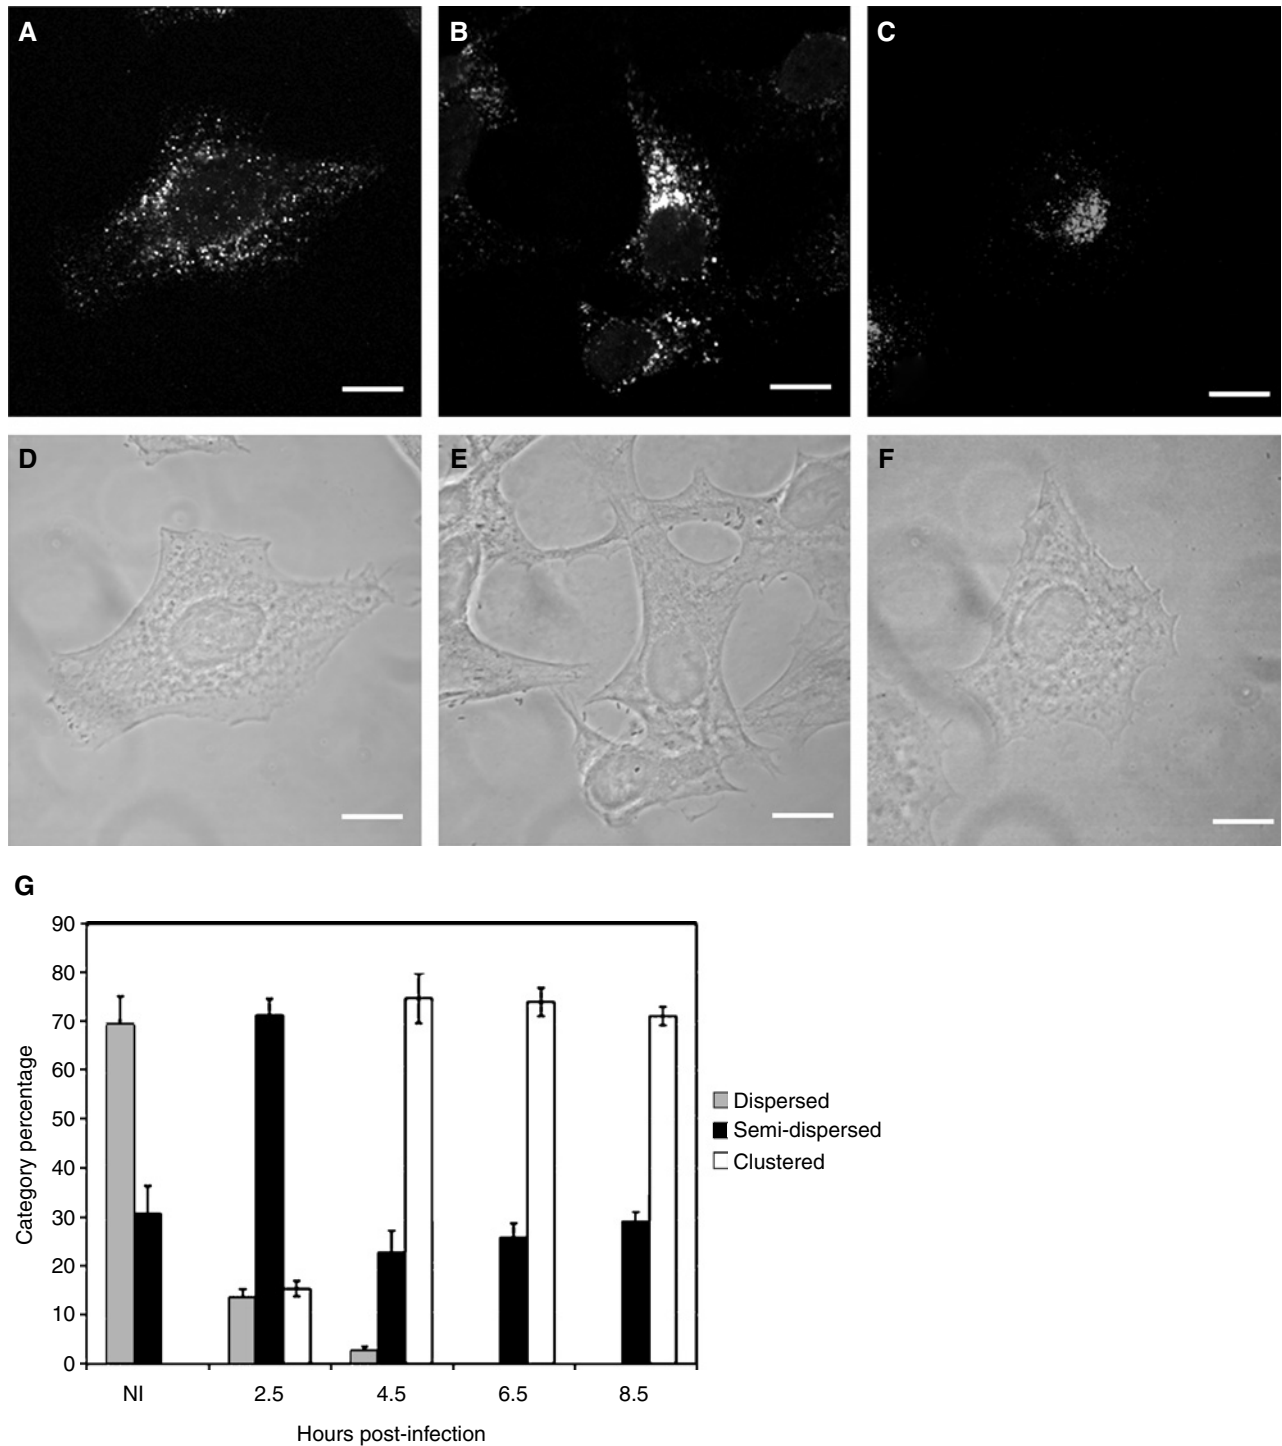 A
B
C
D
E
F
G
90
80
70
60
50
40
30
20
10
0
Category percentage
NI
2.5
4.5
6.5
8.5
Hours post-infection
Dispersed
Semi-dispersed
Clustered